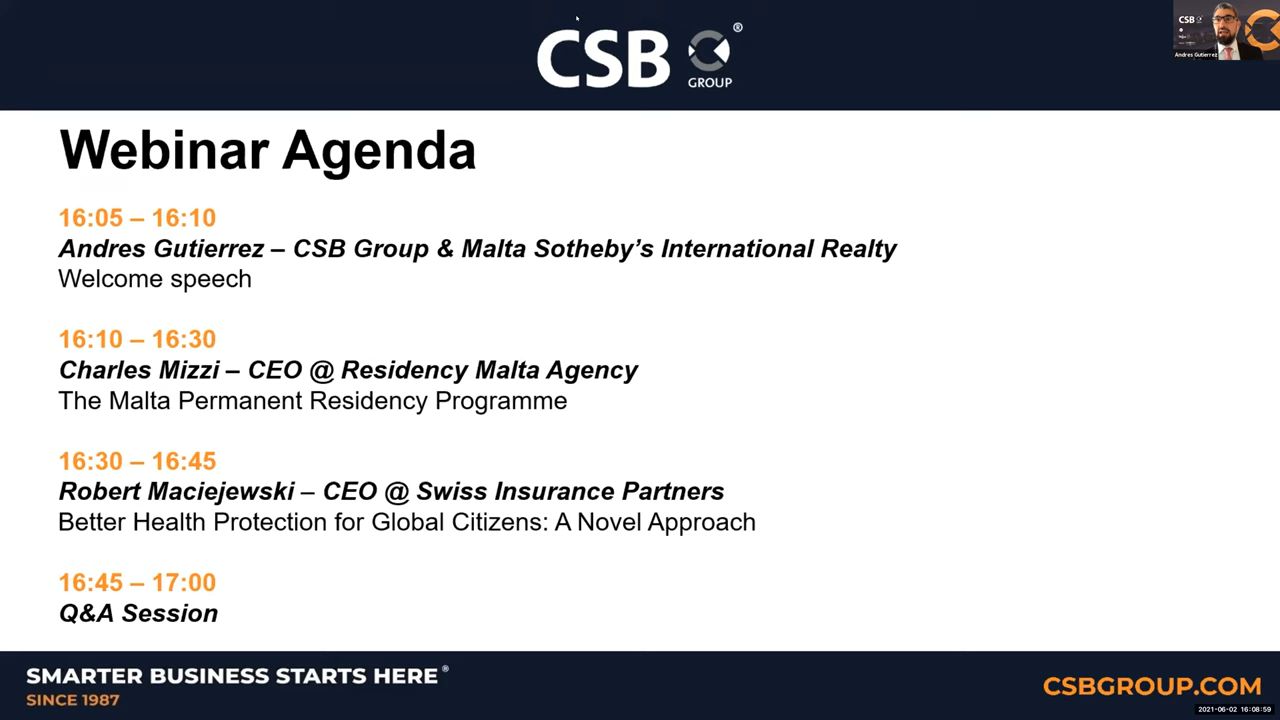 CSB
GROUP
®
CSB
Andres Gutierrez
Webinar Agenda
16:05 – 16:10
Andres Gutierrez – CSB Group & Malta Sotheby’s International Realty
Welcome speech
16:10 – 16:30
Charles Mizzi – CEO @ Residency Malta Agency
The Malta Permanent Residency Programme
16:30 – 16:45
Robert Maciejewski – CEO @ Swiss Insurance Partners
Better Health Protection for Global Citizens: A Novel Approach
16:45 – 17:00
Q&A Session
SMARTER BUSINESS STARTS HERE®
SINCE 1987
CSBGROUP.COM
2021-06-02 16:08:59